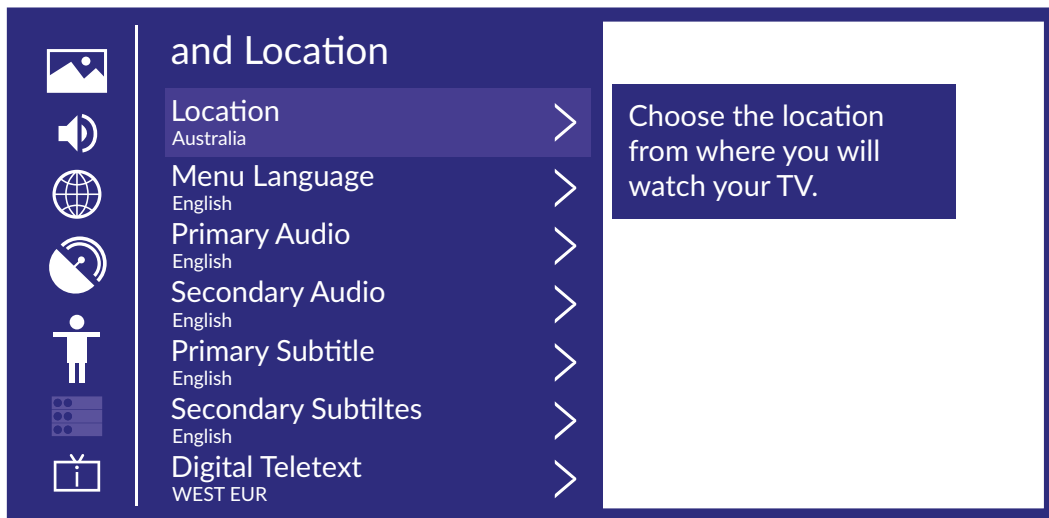 and Location
Location
Australia
Menu Language
English
Primary Audio
English
Secondary Audio
English
Primary Subtitle
English
Secondary Subtiltes
English
Digital Teletext
WEST EUR
Choose the location
from where you will
watch your TV.
i